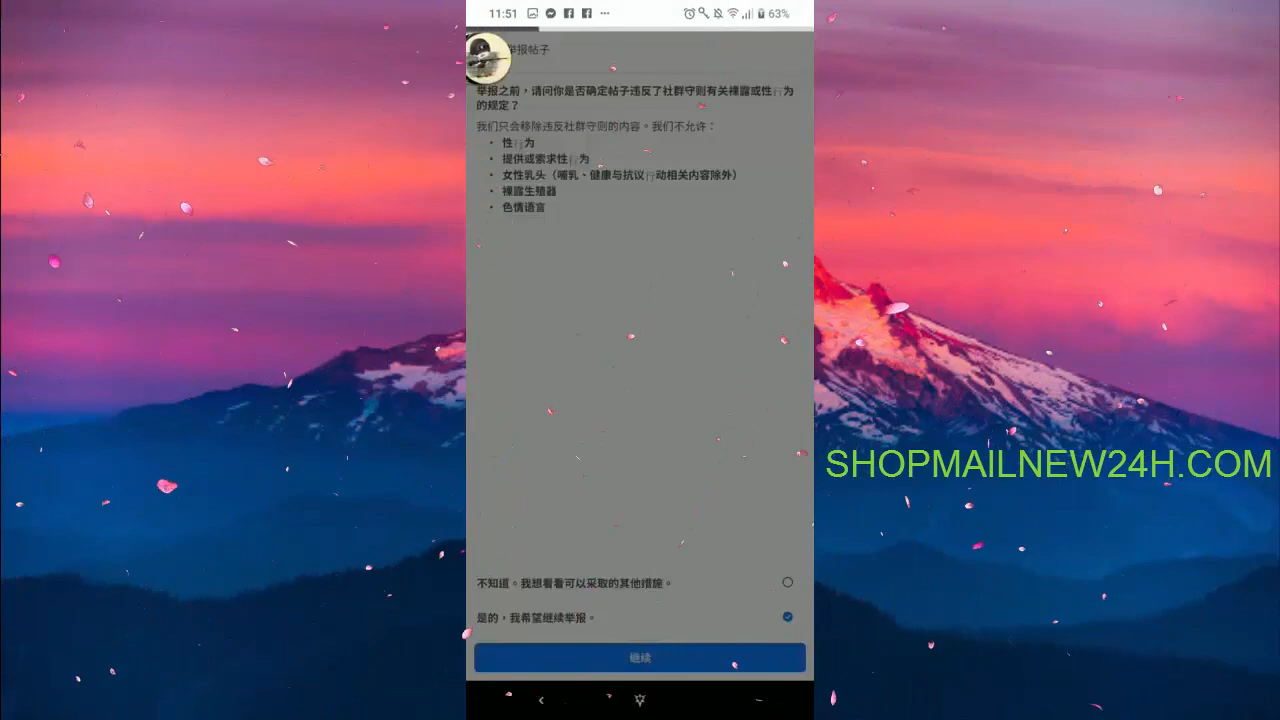 11:51
63%
举报帖子
举报之前，请问你是否确定帖子违反了社群守则有关裸露或性行为
的规定？
我们只会移除违反社群守则的内容。我们不允许：
• 性行为
• 提供或索求性行为
• 女性乳头（哺乳、健康与抗议行动相关内容除外）
• 裸露生殖器
• 色情语言
SHOPMAILNEW24H.COM
不知道。我想看看可以采取的其他措施。
是的，我希望继续举报。
继续